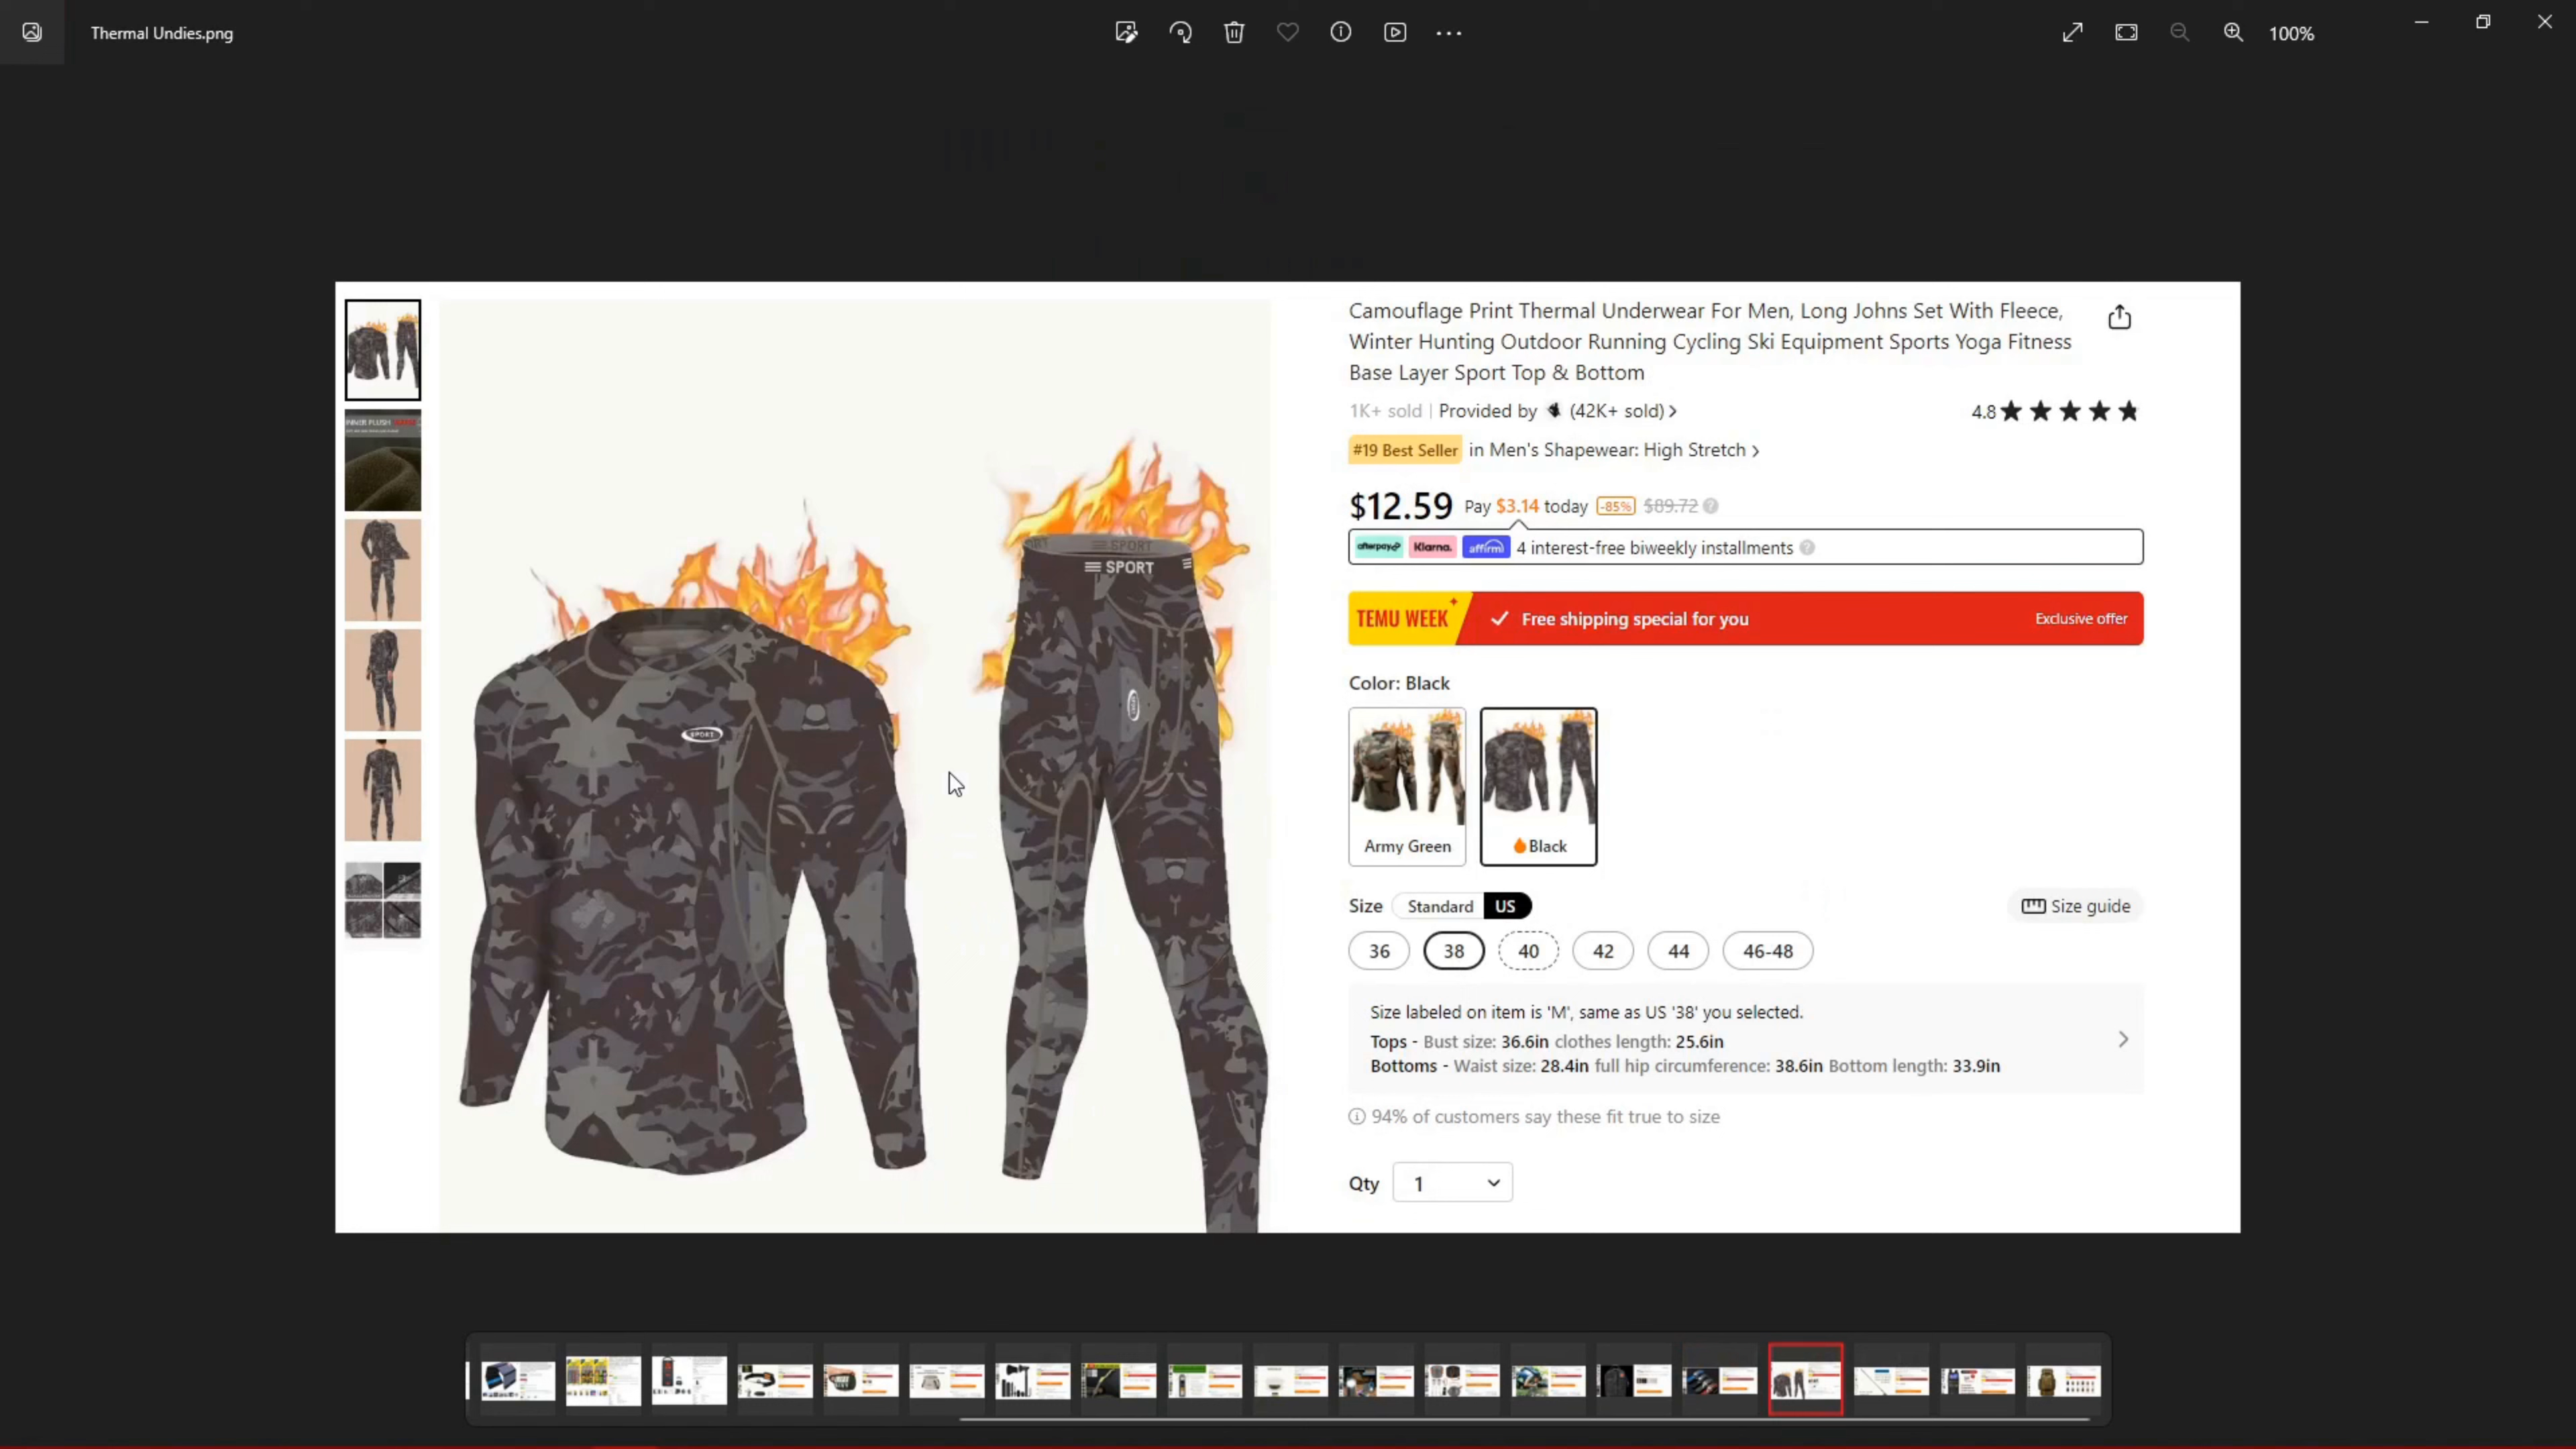 Thermal Undies.png
100%
INNER PLUSH
Camouflage Print Thermal Underwear For Men, Long Johns Set With Fleece,
Winter Hunting Outdoor Running Cycling Ski Equipment Sports Yoga Fitness
Base Layer Sport Top & Bottom
1K+ sold | Provided by (42K+ sold) >
4.8
#19 Best Seller in Men's Shapewear: High Stretch >
$12.59 Pay $3.14 today -85% $89.72 ?
afterpay Klarna. affirm 4 interest-free biweekly installments ?
SPORT
SPORT
SPORT
TEMU WEEK Free shipping special for you Exclusive offer
Color: Black
Army Green
Black
Size Standard US Size guide
36 38 40 42 44 46-48
Size labeled on item is 'M', same as US '38' you selected.
Tops - Bust size: 36.6in clothes length: 25.6in
Bottoms - Waist size: 28.4in full hip circumference: 38.6in Bottom length: 33.9in
94% of customers say these fit true to size
Qty 1